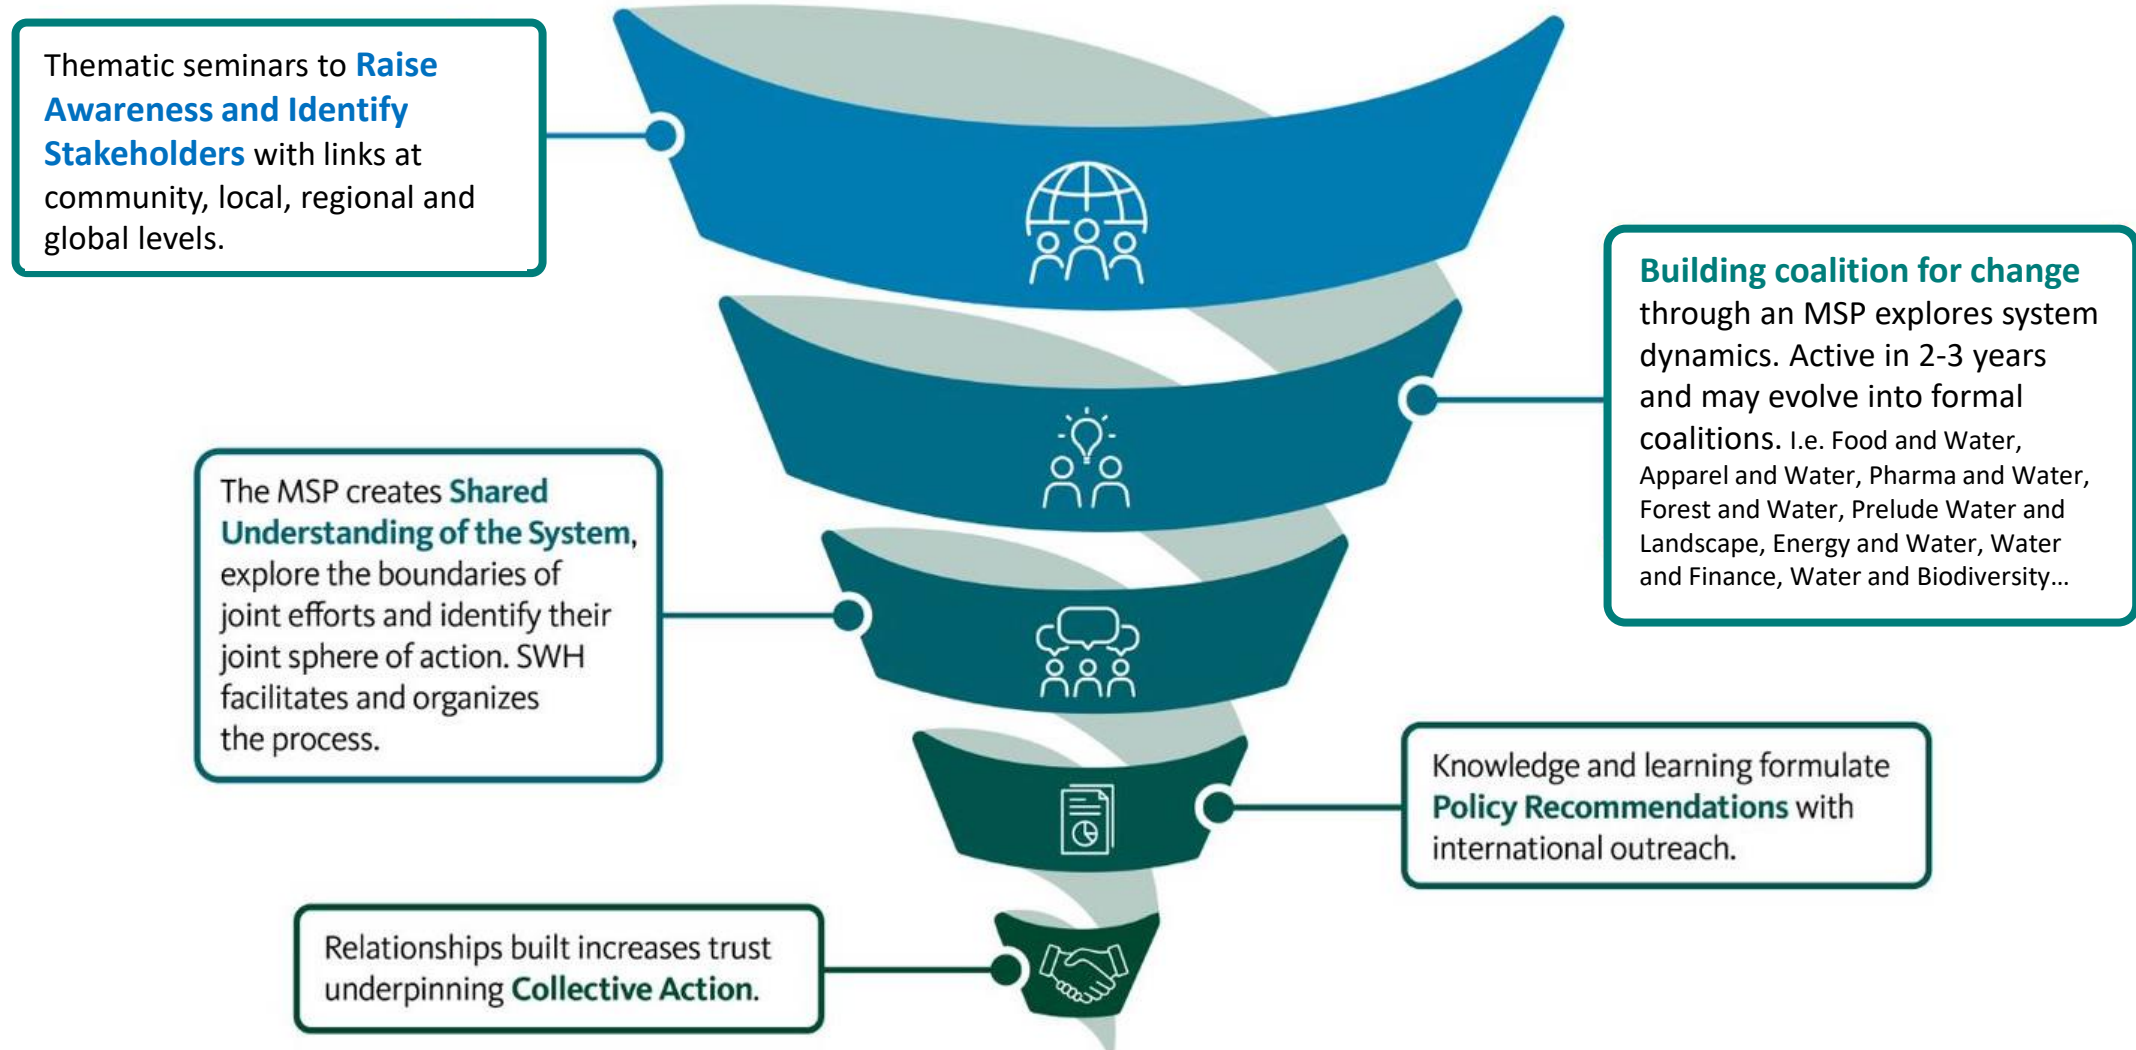 Thematic seminars to Raise
Awareness and Identify
Stakeholders with links at
community, local, regional and
global levels.
Building coalition for change
through an MSP explores system
dynamics. Active in 2-3 years
and may evolve into formal
coalitions. I.e. Food and Water,
Apparel and Water, Pharma and Water,
Forest and Water, Prelude Water and
Landscape, Energy and Water, Water
and Finance, Water and Biodiversity...
The MSP creates Shared
Understanding of the System,
explore the boundaries of
joint efforts and identify their
joint sphere of action. SWH
facilitates and organizes
the process.
Knowledge and learning formulate
Policy Recommendations with
international outreach.
Relationships built increases trust
underpinning Collective Action.